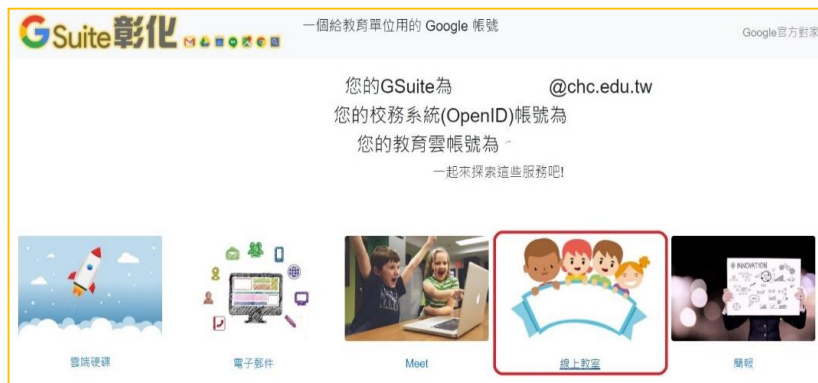 GSuite彰化
一個給教育單位用的 Google 帳號
Google官方對家
您的GSuite為 @chc.edu.tw
您的校務系統(OpenID)帳號為
您的教育雲帳號為
一起來探索這些服務吧!
INNOVATION
雲端硬碟
電子郵件
Meet
線上教室
簡報